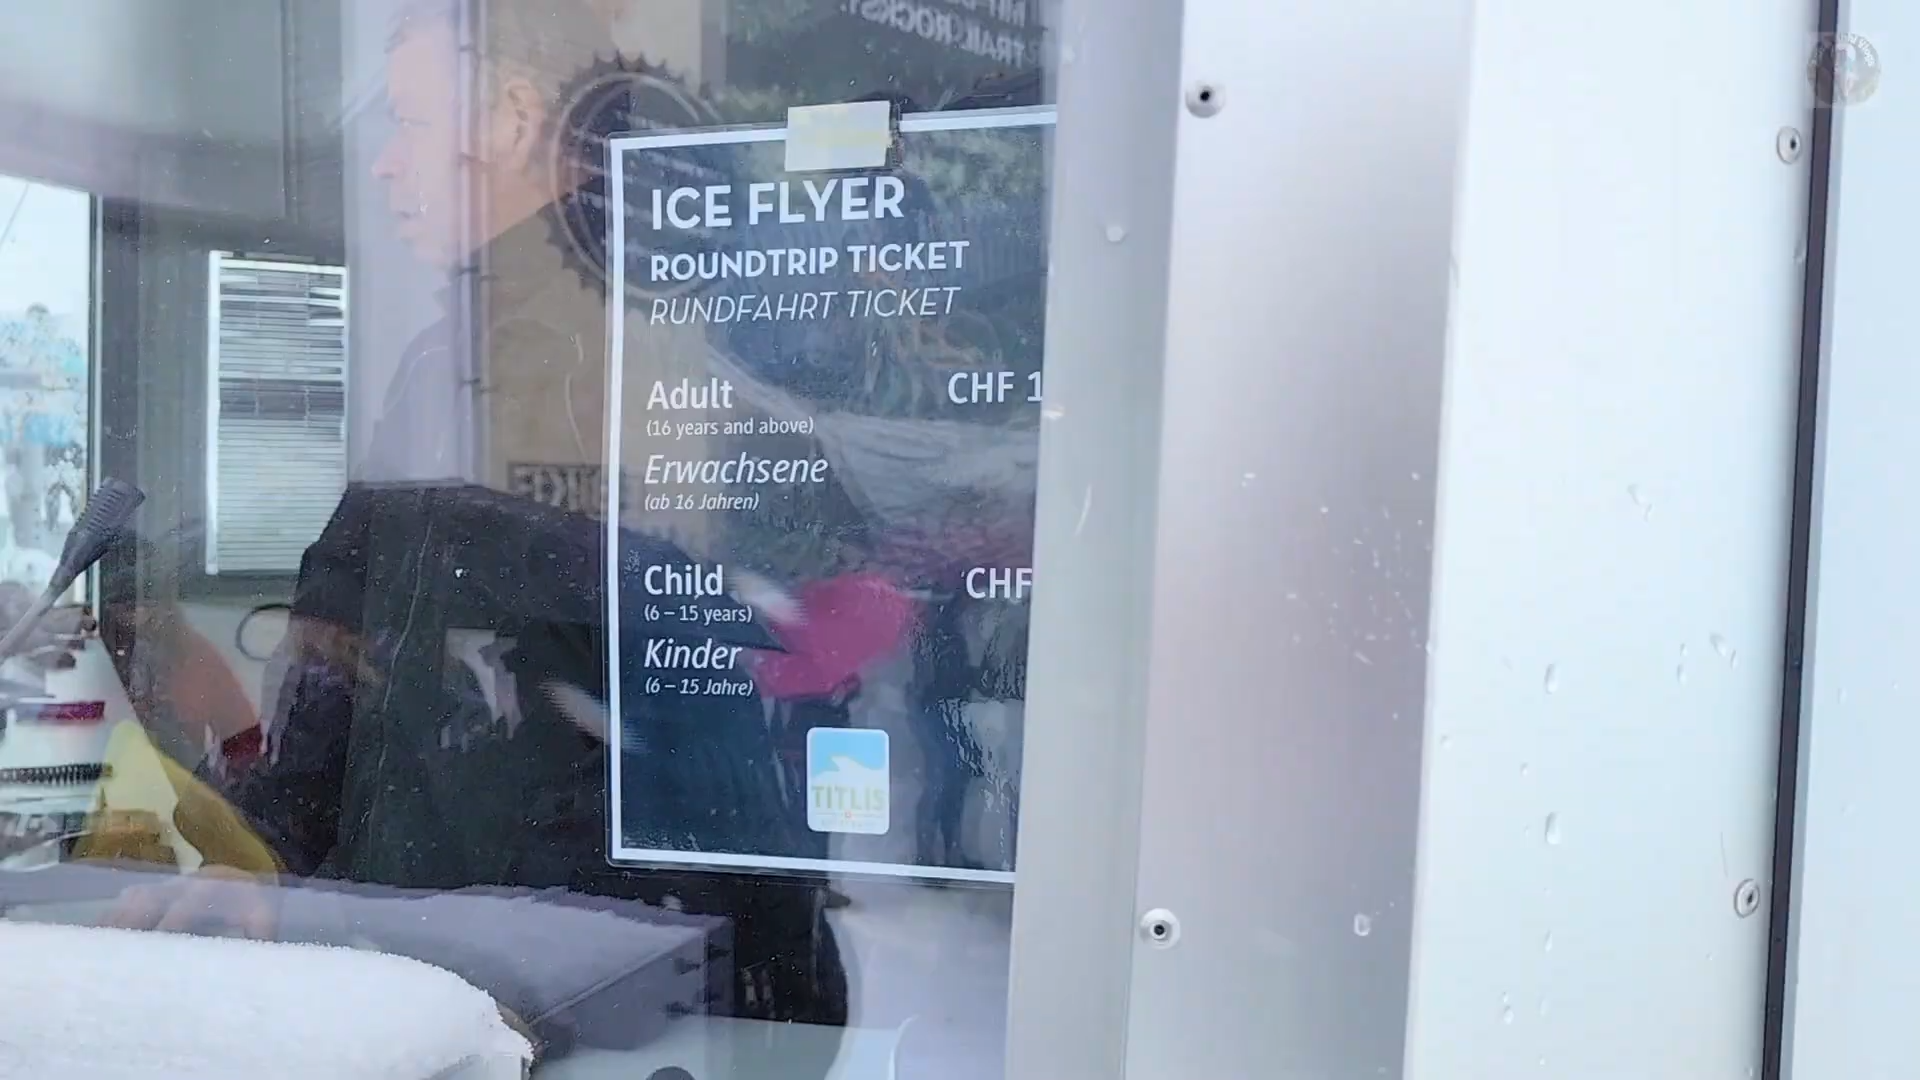 ICE FLYER
ROUNDTRIP TICKET
RUNDFAHRT TICKET
Adult
CHF 1
(16 years and above)
Erwachsene
(ab 16 Jahren)
Child
CHF
(6 – 15 years)
Kinder
(6 – 15 Jahre)
TITLIS